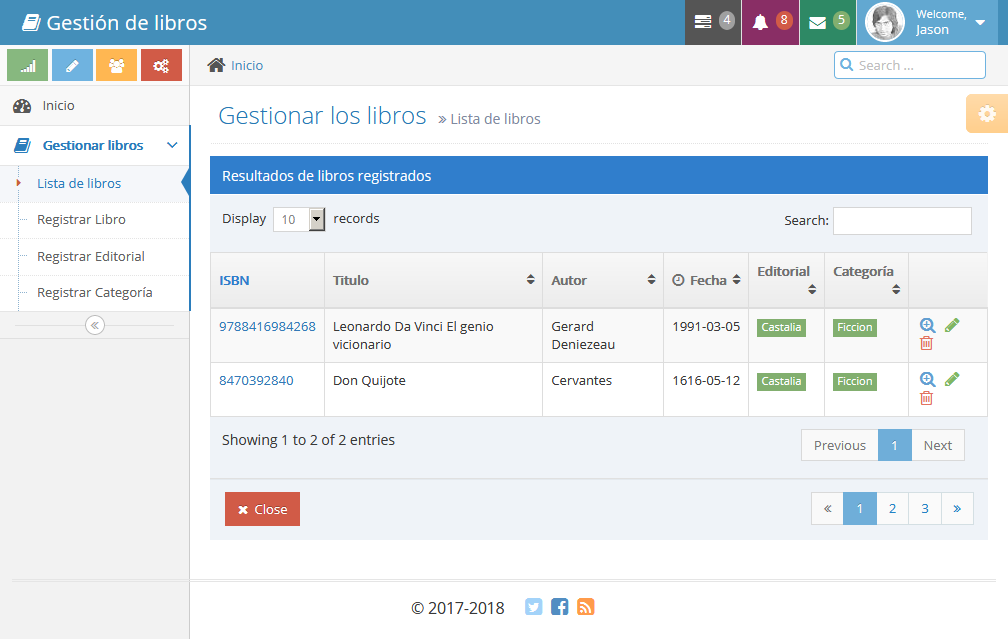 Gestión de libros
4
8
5
Welcome,
Jason
Inicio
Search ...
Inicio
Gestionar libros
Lista de libros
Registrar Libro
Registrar Editorial
Registrar Categoría
Gestionar los libros » Lista de libros
Resultados de libros registrados
Display 10 records
Search:
ISBN Título Autor Fecha Editorial Categoría
9788416984268 Leonardo Da Vinci El genio
vicionario
Gerard
Deniezeau
1991-03-05 Castalia Ficcion
8470392840 Don Quijote Cervantes 1616-05-12 Castalia Ficcion
Showing 1 to 2 of 2 entries
Previous 1 Next
Close
« 1 2 3 »
© 2017-2018